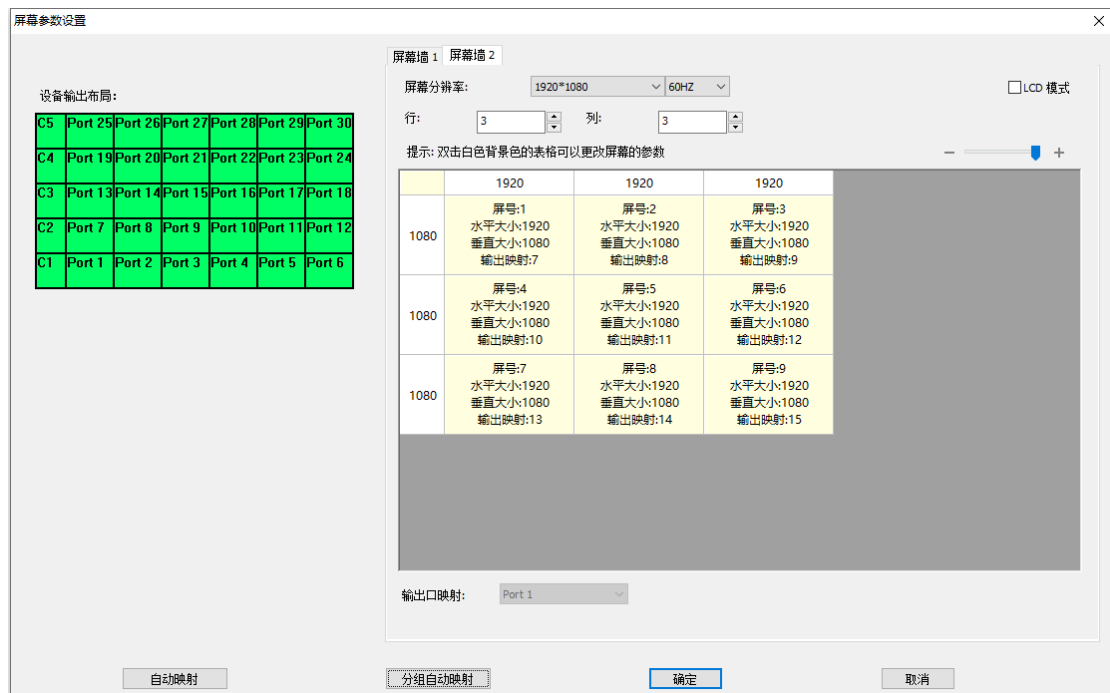 屏幕参数设置
屏幕墙 1 屏幕墙 2
设备输出布局:
C5 Port 25 Port 26 Port 27 Port 28 Port 29 Port 30
C4 Port 19 Port 20 Port 21 Port 22 Port 23 Port 24
C3 Port 13 Port 14 Port 15 Port 16 Port 17 Port 18
C2 Port 7 Port 8 Port 9 Port 10 Port 11 Port 12
C1 Port 1 Port 2 Port 3 Port 4 Port 5 Port 6
屏幕分辨率: 1920*1080 60HZ LCD 模式
行: 3 列: 3
提示: 双击白色背景色的表格可以更改屏幕的参数 − +
1920 1920 1920
1080
屏号:1 屏号:2 屏号:3
水平大小:1920 水平大小:1920 水平大小:1920
垂直大小:1080 垂直大小:1080 垂直大小:1080
输出映射:7 输出映射:8 输出映射:9
1080
屏号:4 屏号:5 屏号:6
水平大小:1920 水平大小:1920 水平大小:1920
垂直大小:1080 垂直大小:1080 垂直大小:1080
输出映射:10 输出映射:11 输出映射:12
1080
屏号:7 屏号:8 屏号:9
水平大小:1920 水平大小:1920 水平大小:1920
垂直大小:1080 垂直大小:1080 垂直大小:1080
输出映射:13 输出映射:14 输出映射:15
输出口映射: Port 1
自动映射 分组自动映射 确定 取消